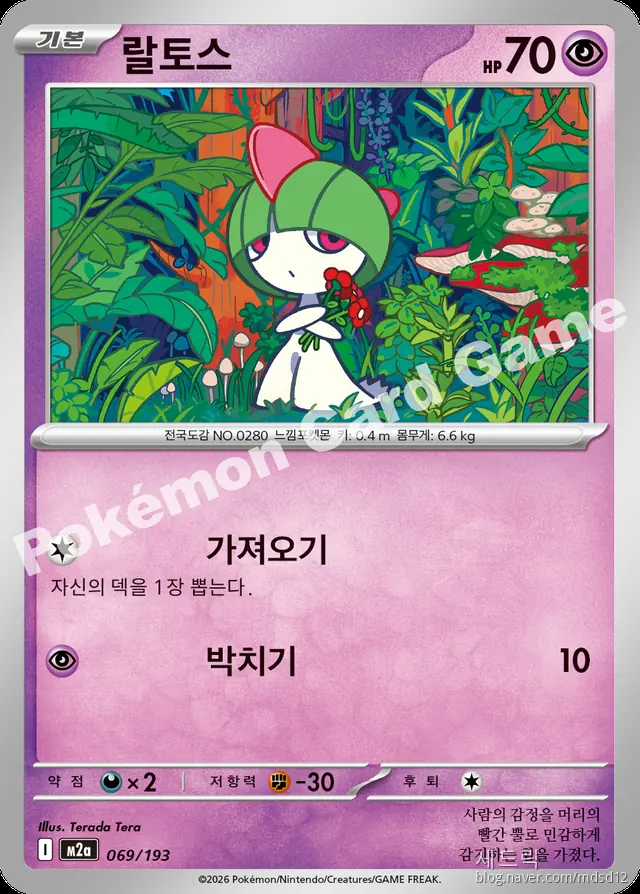 기본 랄토스 HP 70
전국도감 NO.0280 느낌포켓몬 키: 0.4 m 몸무게: 6.6 kg
Pokémon Card Game
가져오기
자신의 덱을 1장 뽑는다.
박치기 10
약점 ×2 저항력 -30 후퇴
Illus. Terada Tera
I M2a 069/193
사람의 감정을 머리의
빨간 뿔로 민감하게
감지하는 힘을 가졌다.
세드릭
blog.naver.com/mdsd12
©2026 Pokémon/Nintendo/Creatures/GAME FREAK.